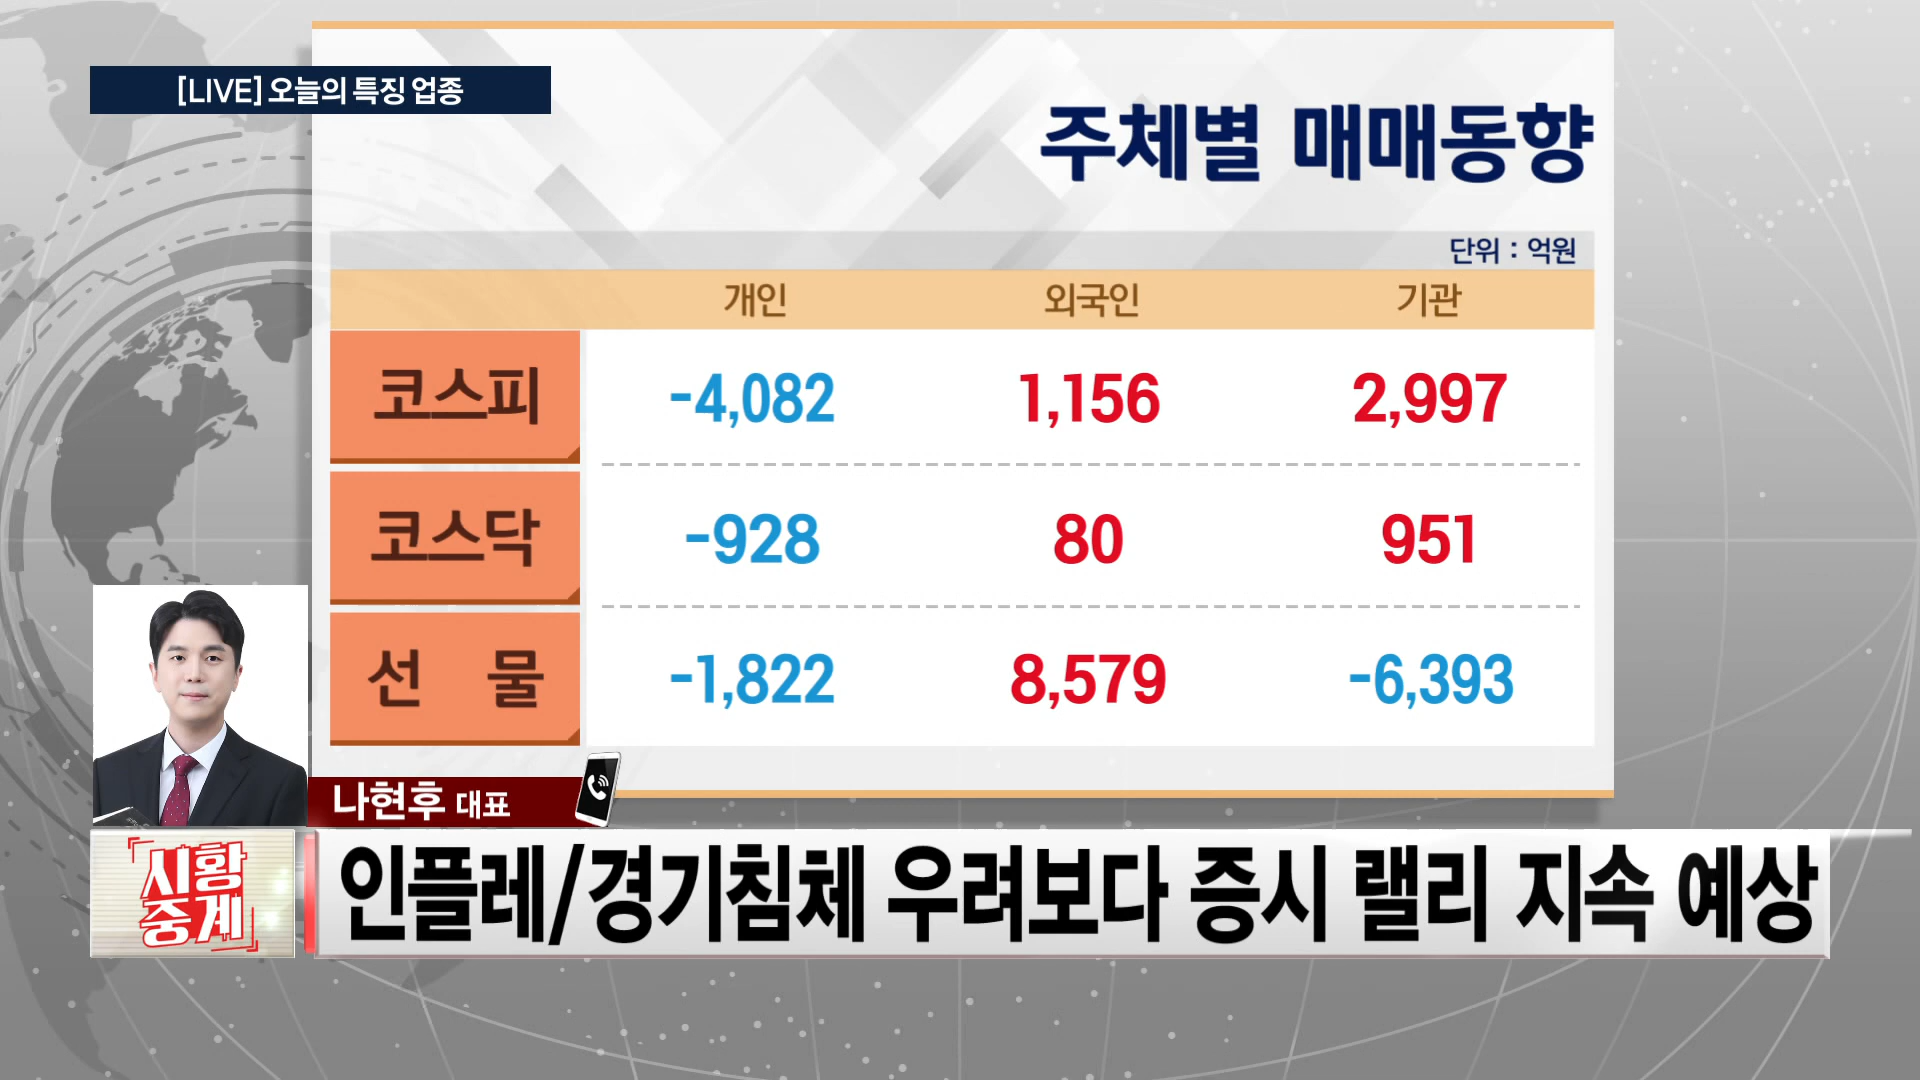 [LIVE] 오늘의 특징 업종
주체별 매매동향
단위 : 억원
개인 외국인 기관
코스피 -4,082 1,156 2,997
코스닥 -928 80 951
선 물 -1,822 8,579 -6,393
나현후 대표
시황
중계
인플레/경기침체 우려보다 증시 랠리 지속 예상